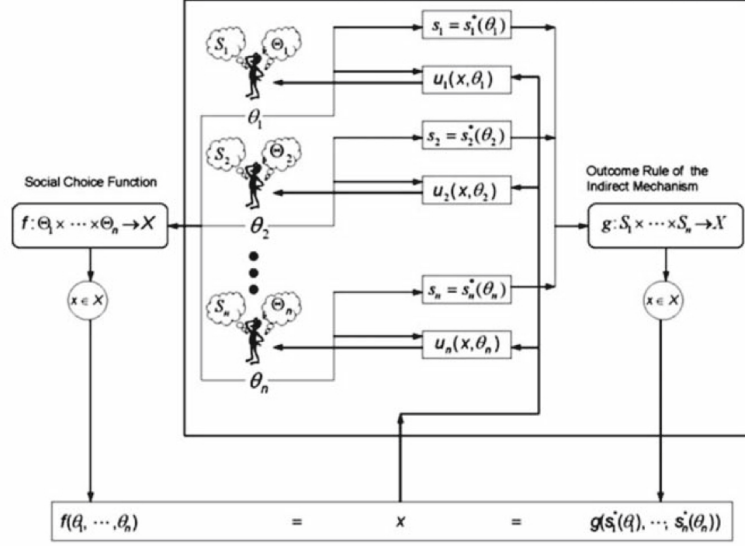 S₁ Θ₁ s₁ = s₁*(θ₁)
u₁(x,θ₁)
θ₁
S₂ Θ₂ s₂ = s₂*(θ₂)
u₂(x,θ₂)
θ₂
Social Choice Function
f : Θ₁ × ⋯ × Θₙ → X
x ∈ X
Outcome Rule of the
Indirect Mechanism
g : S₁ × ⋯ × Sₙ → X
x ∈ X
Sₙ Θₙ sₙ = sₙ*(θₙ)
uₙ(x,θₙ)
θₙ
f(θ₁, ⋯, θₙ) = x = g(s₁*(θ₁), ⋯, sₙ*(θₙ))